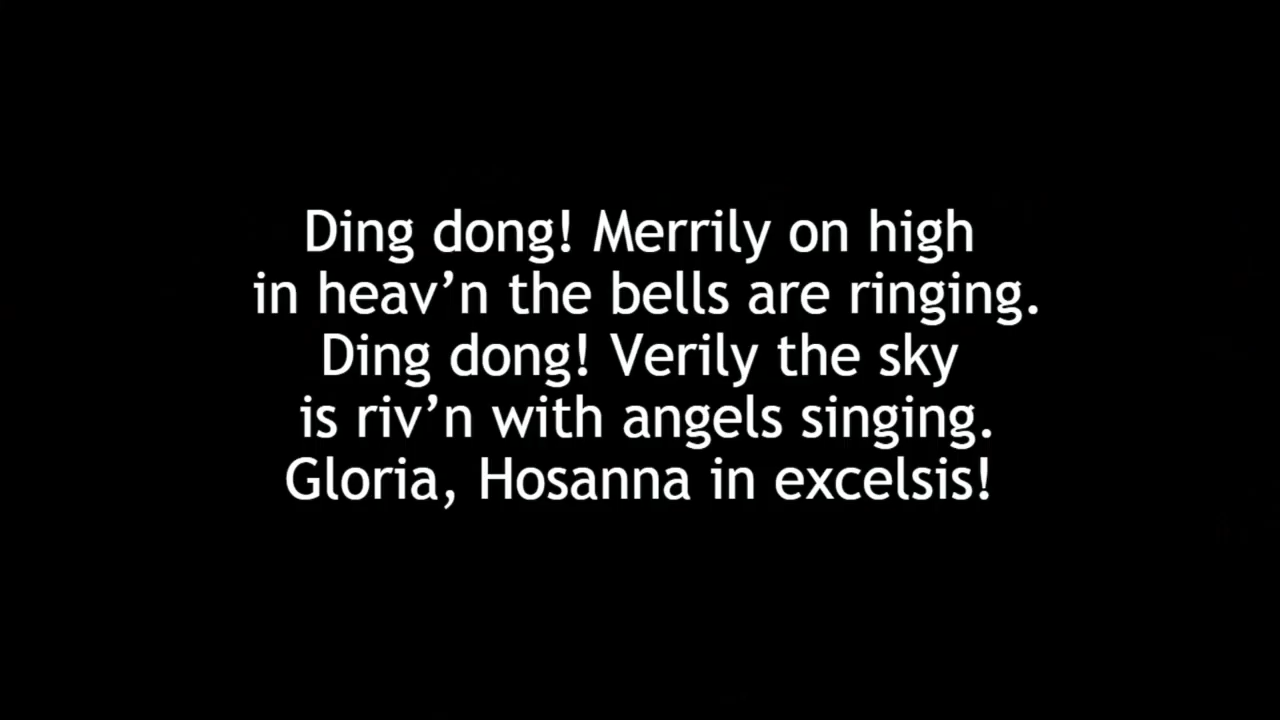 Ding dong! Merrily on high
in heav’n the bells are ringing.
Ding dong! Verily the sky
is riv’n with angels singing.
Gloria, Hosanna in excelsis!